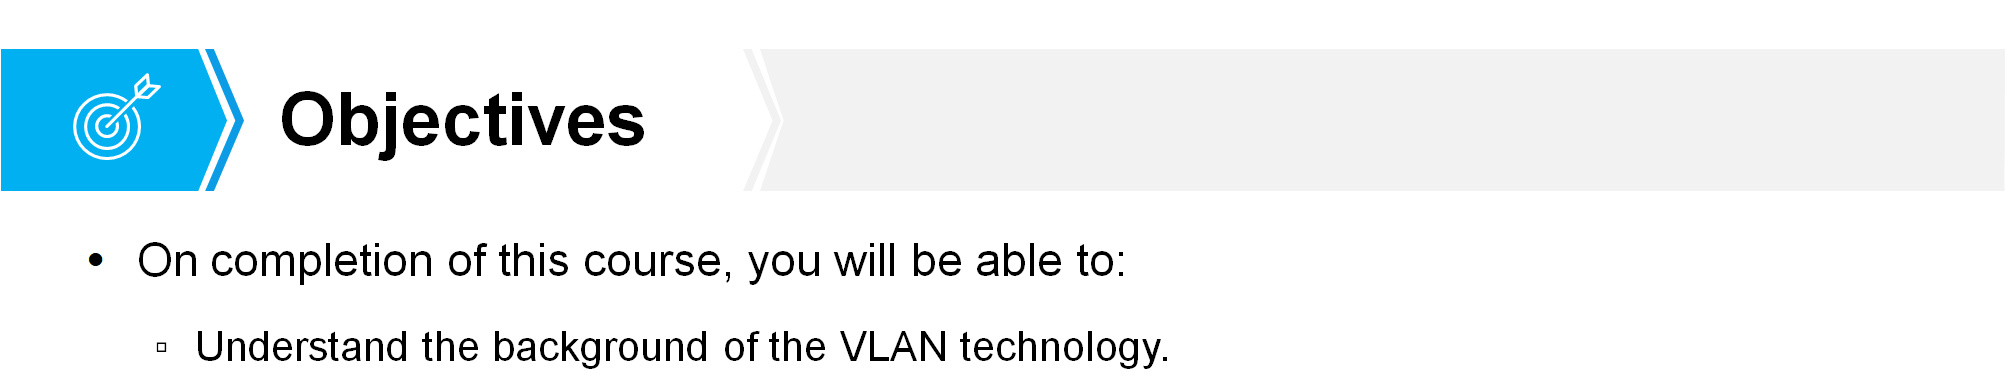 Objectives
• On completion of this course, you will be able to:
▫ Understand the background of the VLAN technology.